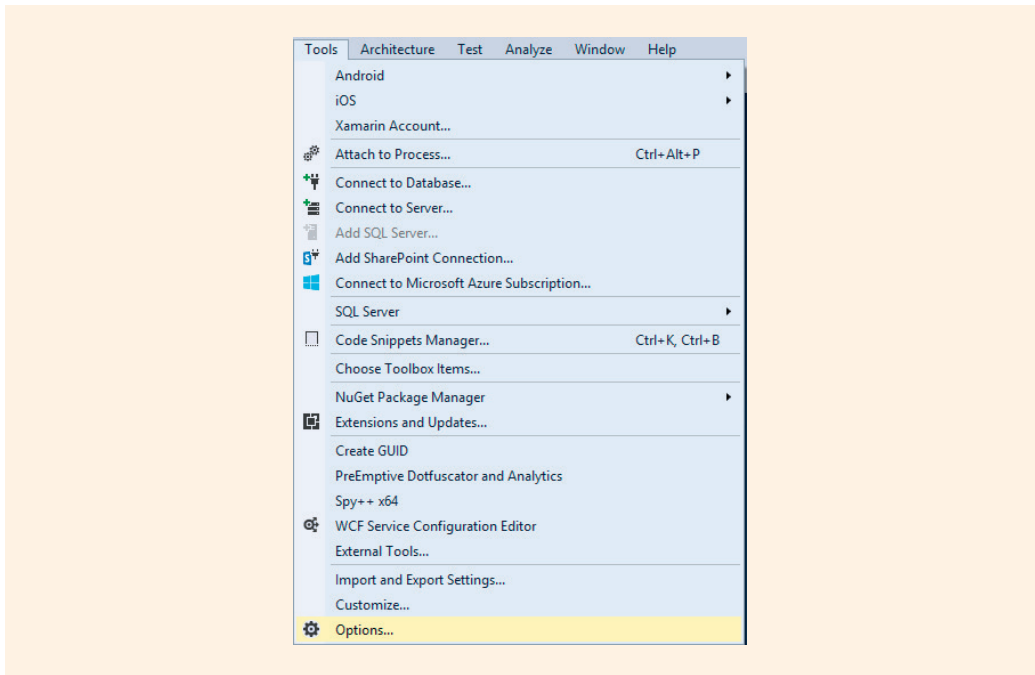 Tools Architecture Test Analyze Window Help
Android
iOS
Xamarin Account...
Attach to Process... Ctrl+Alt+P
Connect to Database...
Connect to Server...
Add SQL Server...
Add SharePoint Connection...
Connect to Microsoft Azure Subscription...
SQL Server
Code Snippets Manager... Ctrl+K, Ctrl+B
Choose Toolbox Items...
NuGet Package Manager
Extensions and Updates...
Create GUID
PreEmptive Dotfuscator and Analytics
Spy++ x64
WCF Service Configuration Editor
External Tools...
Import and Export Settings...
Customize...
Options...